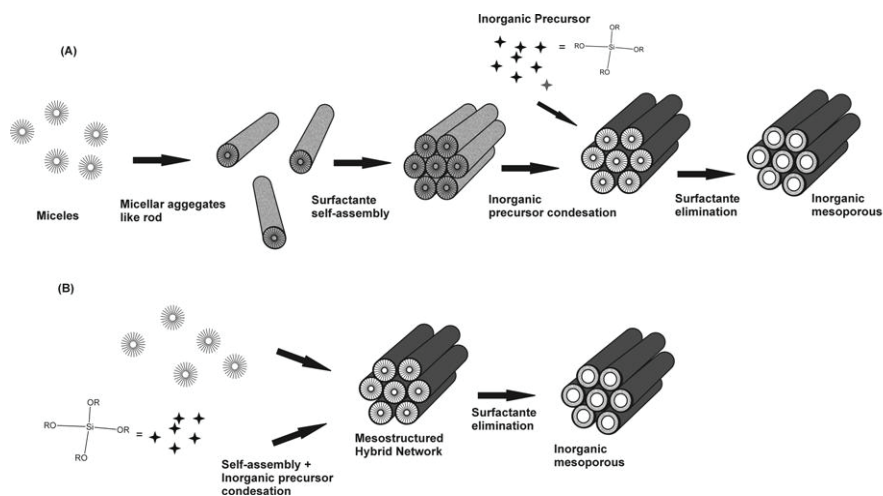 Inorganic Precursor
(A)
OR
RO
Si
OR
RO
=
Miceles
Micellar aggegates
like rod
Surfactante
self-assembly
Inorganic
precursor condesation
Surfactante
elimination
Inorganic
mesoporous
(B)
OR
RO
Si
OR
RO
=
Self-assembly +
Inorganic precursor
condesation
Mesostructured
Hybrid Network
Surfactante
elimination
Inorganic
mesoporous